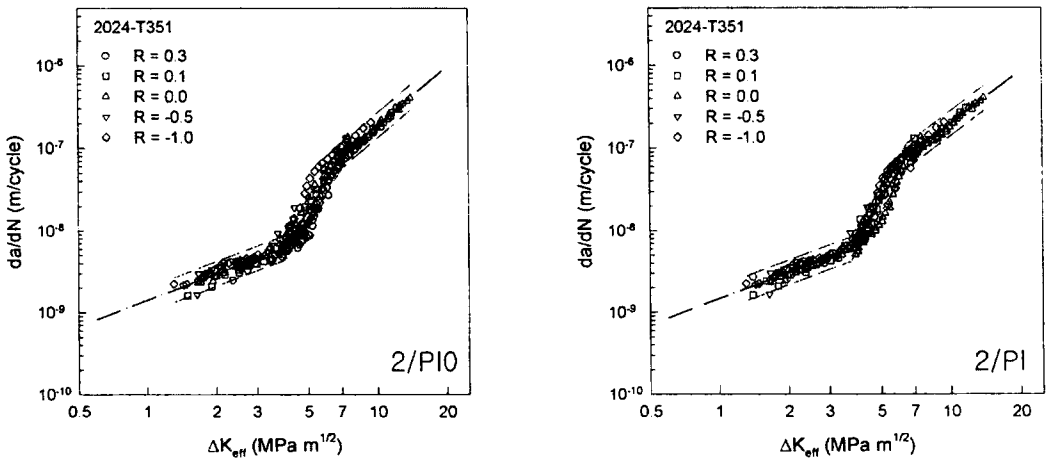 2024-T351
R = 0.3
R = 0.1
R = 0.0
R = -0.5
R = -1.0
da/dN (m/cycle)
10⁻⁶
10⁻⁷
10⁻⁸
10⁻⁹
10⁻¹⁰
2/PI0
0.5 1 2 3 5 7 10 20
ΔK_eff (MPa m^1/2)
2024-T351
R = 0.3
R = 0.1
R = 0.0
R = -0.5
R = -1.0
da/dN (m/cycle)
10⁻⁶
10⁻⁷
10⁻⁸
10⁻⁹
10⁻¹⁰
2/PI
0.5 1 2 3 5 7 10 20
ΔK_eff (MPa m^1/2)